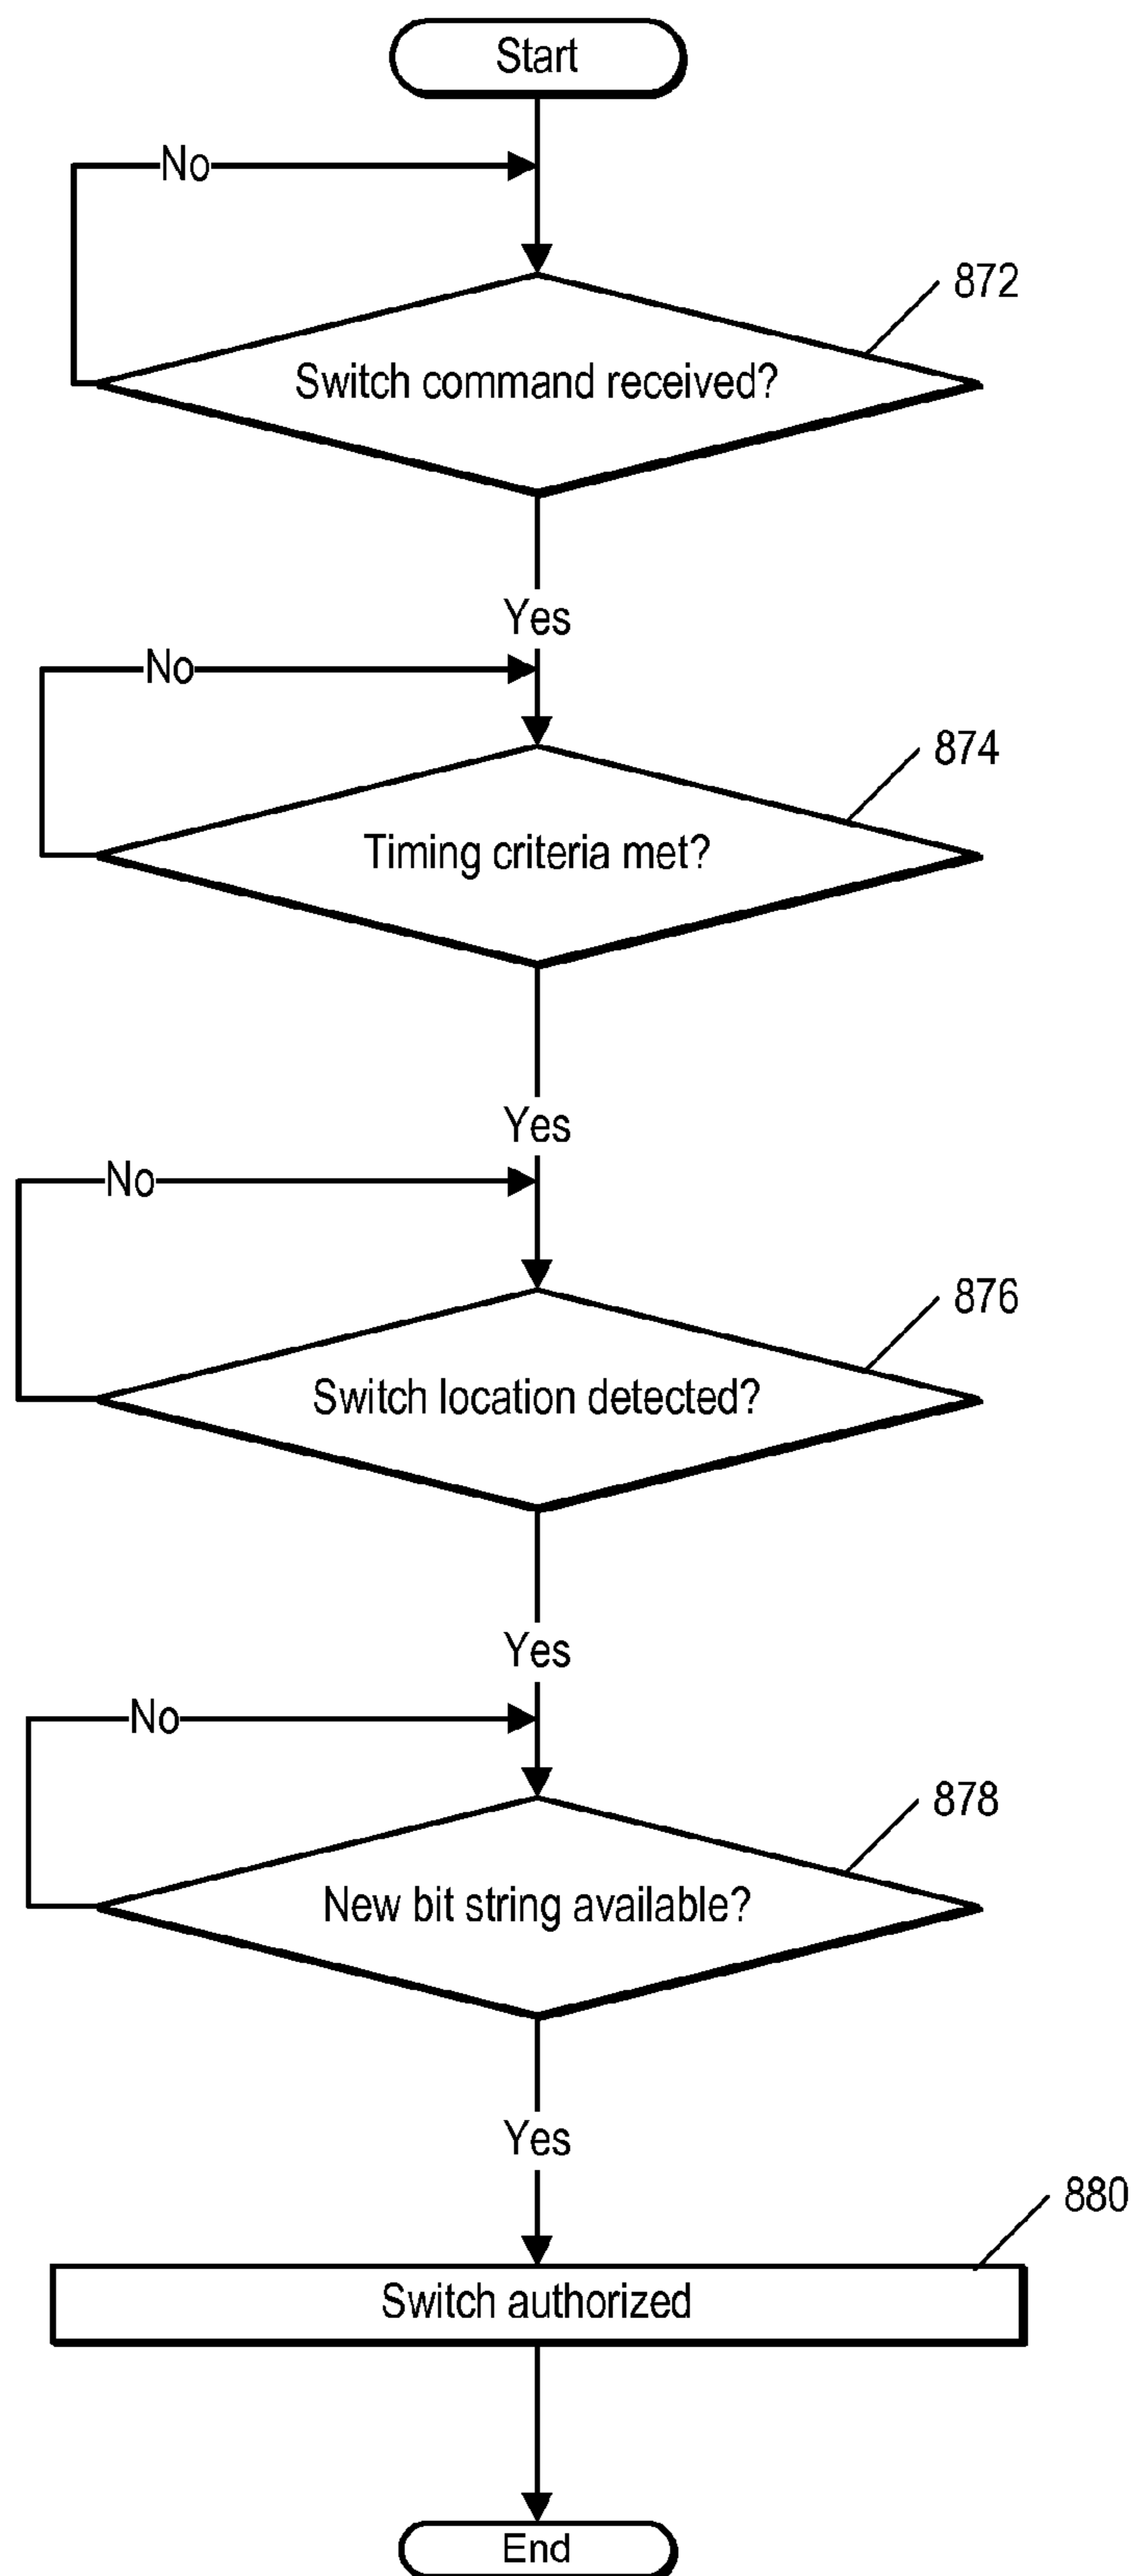 Start
No
872
Switch command received?
Yes
No
874
Timing criteria met?
Yes
No
876
Switch location detected?
Yes
No
878
New bit string available?
Yes
880
Switch authorized
End